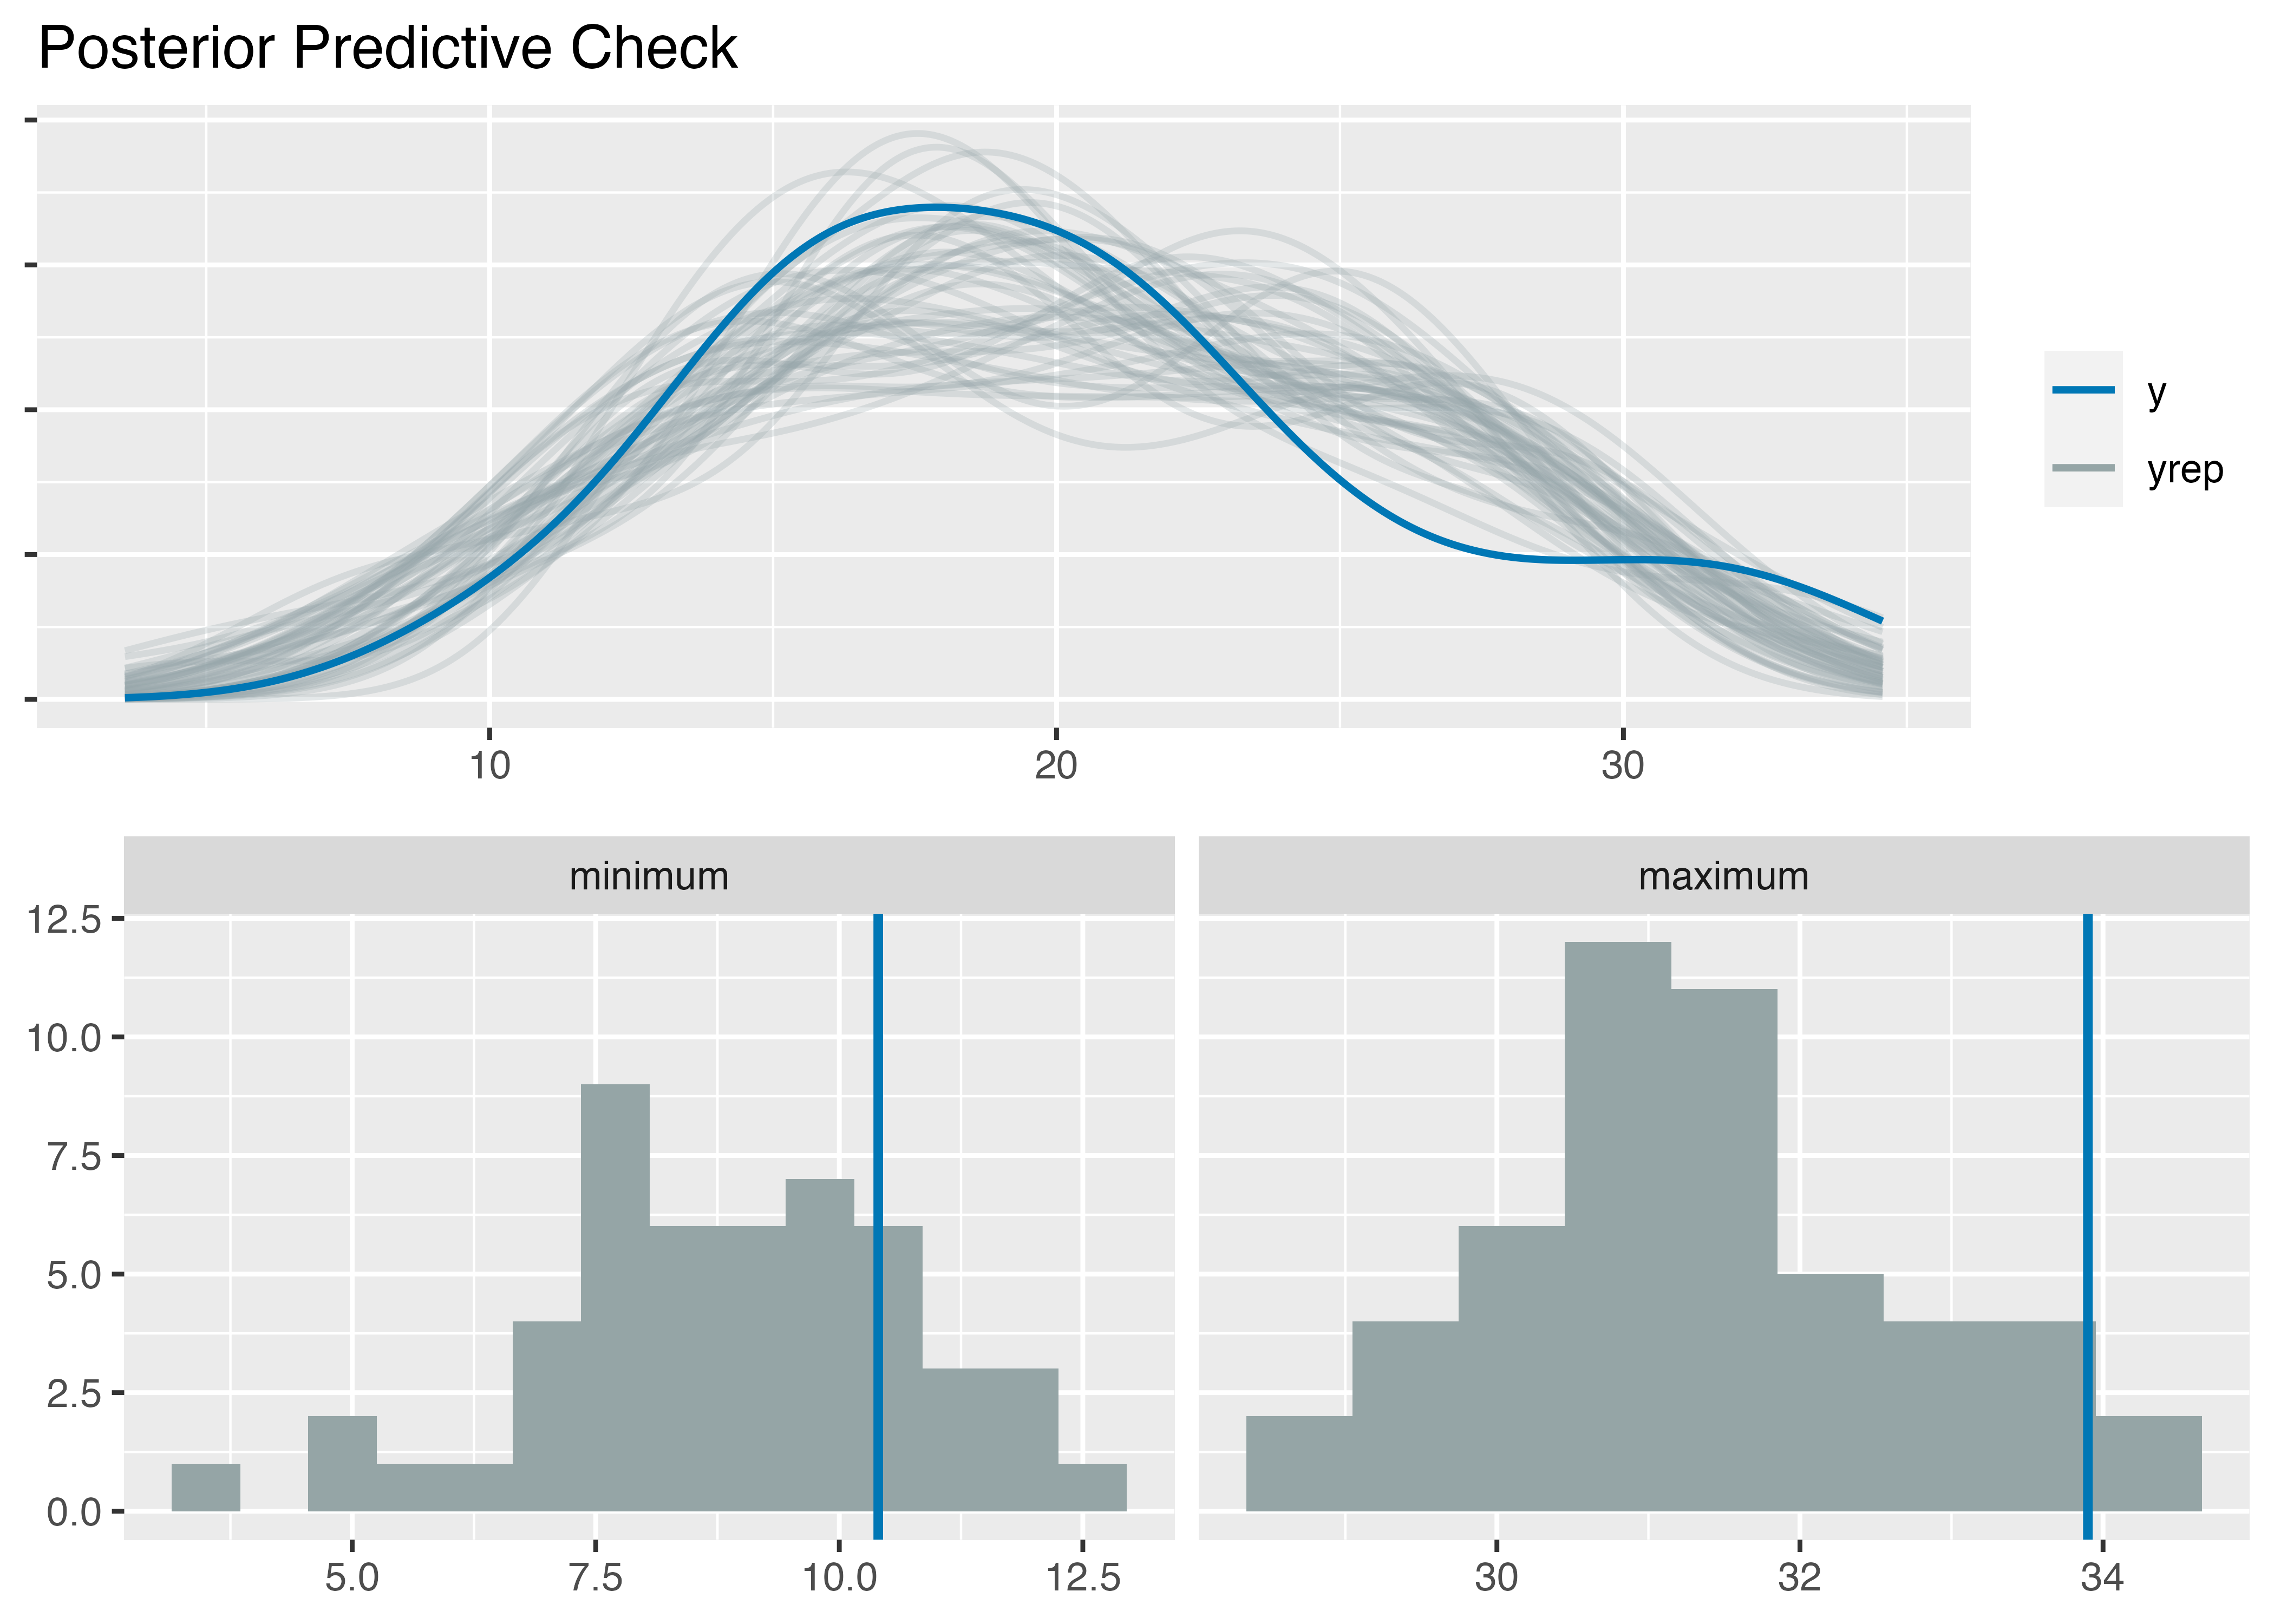 Posterior Predictive Check
y
yrep
10 20 30
minimum maximum
12.5
10.0
7.5
5.0
2.5
0.0
5.0 7.5 10.0 12.5 30 32 34